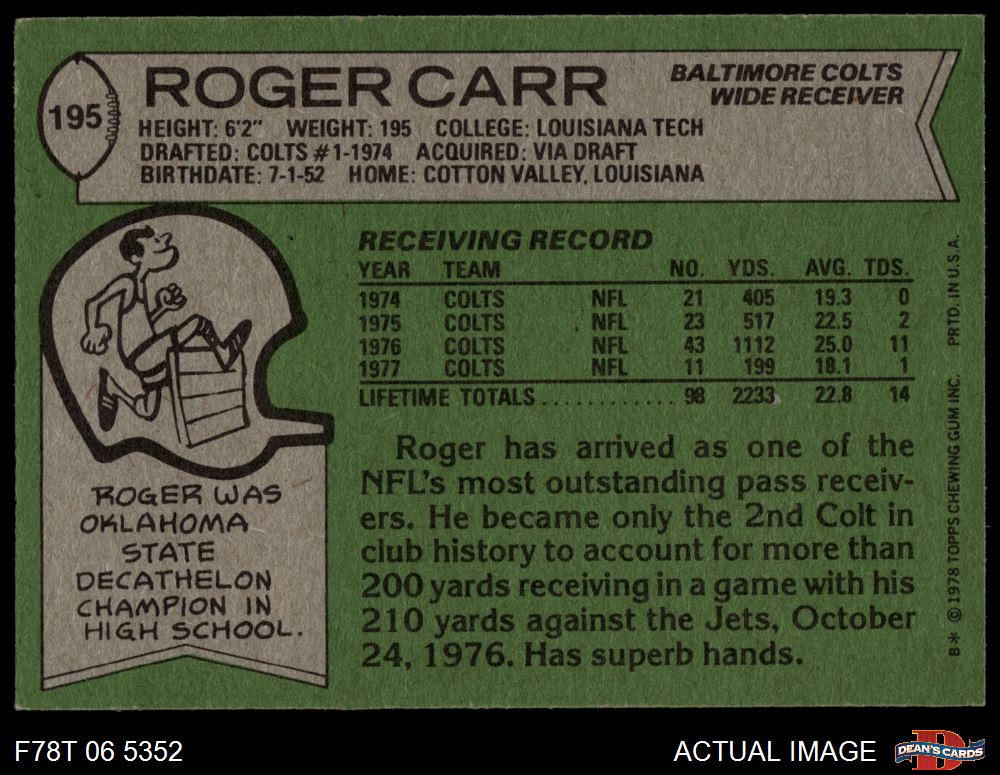 195
ROGER CARR
BALTIMORE COLTS
WIDE RECEIVER
HEIGHT: 6'2" WEIGHT: 195 COLLEGE: LOUISIANA TECH
DRAFTED: COLTS #1-1974 ACQUIRED: VIA DRAFT
BIRTHDATE: 7-1-52 HOME: COTTON VALLEY, LOUISIANA
RECEIVING RECORD
YEAR TEAM NO. YDS. AVG. TDS.
1974 COLTS NFL 21 405 19.3 0
1975 COLTS NFL 23 517 22.5 2
1976 COLTS NFL 43 1112 25.0 11
1977 COLTS NFL 11 199 18.1 1
LIFETIME TOTALS............ 98 2233 22.8 14
ROGER WAS
OKLAHOMA
STATE
DECATHELON
CHAMPION IN
HIGH SCHOOL.
Roger has arrived as one of the
NFL's most outstanding pass receiv-
ers. He became only the 2nd Colt in
club history to account for more than
200 yards receiving in a game with his
210 yards against the Jets, October
24, 1976. Has superb hands.
B* ©1978 TOPPS CHEWING GUM INC. PRTD. IN U.S.A.
F78T 06 5352
ACTUAL IMAGE
DEAN'S CARDS